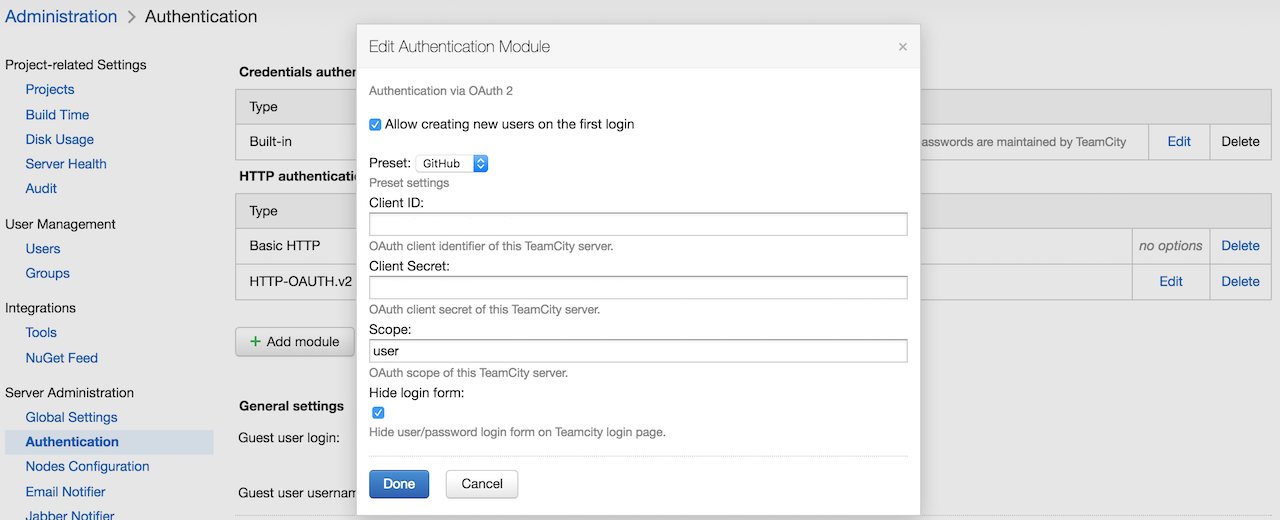 Administration > Authentication
Project-related Settings
Projects
Build Time
Disk Usage
Server Health
Audit
User Management
Users
Groups
Integrations
Tools
NuGet Feed
Server Administration
Global Settings
Authentication
Nodes Configuration
Email Notifier
Jabber Notifier
Credentials auther
Type
Built-in
asswords are maintained by TeamCity
Edit
Delete
HTTP authenticatio
Type
Basic HTTP
no options
Delete
HTTP-OAUTH.v2
Edit
Delete
+ Add module
General settings
Guest user login:
Guest user usernam
Edit Authentication Module
×
Authentication via OAuth 2
Allow creating new users on the first login
Preset: GitHub
Preset settings
Client ID:
OAuth client identifier of this TeamCity server.
Client Secret:
OAuth client secret of this TeamCity server.
Scope:
user
OAuth scope of this TeamCity server.
Hide login form:
Hide user/password login form on Teamcity login page.
Done
Cancel